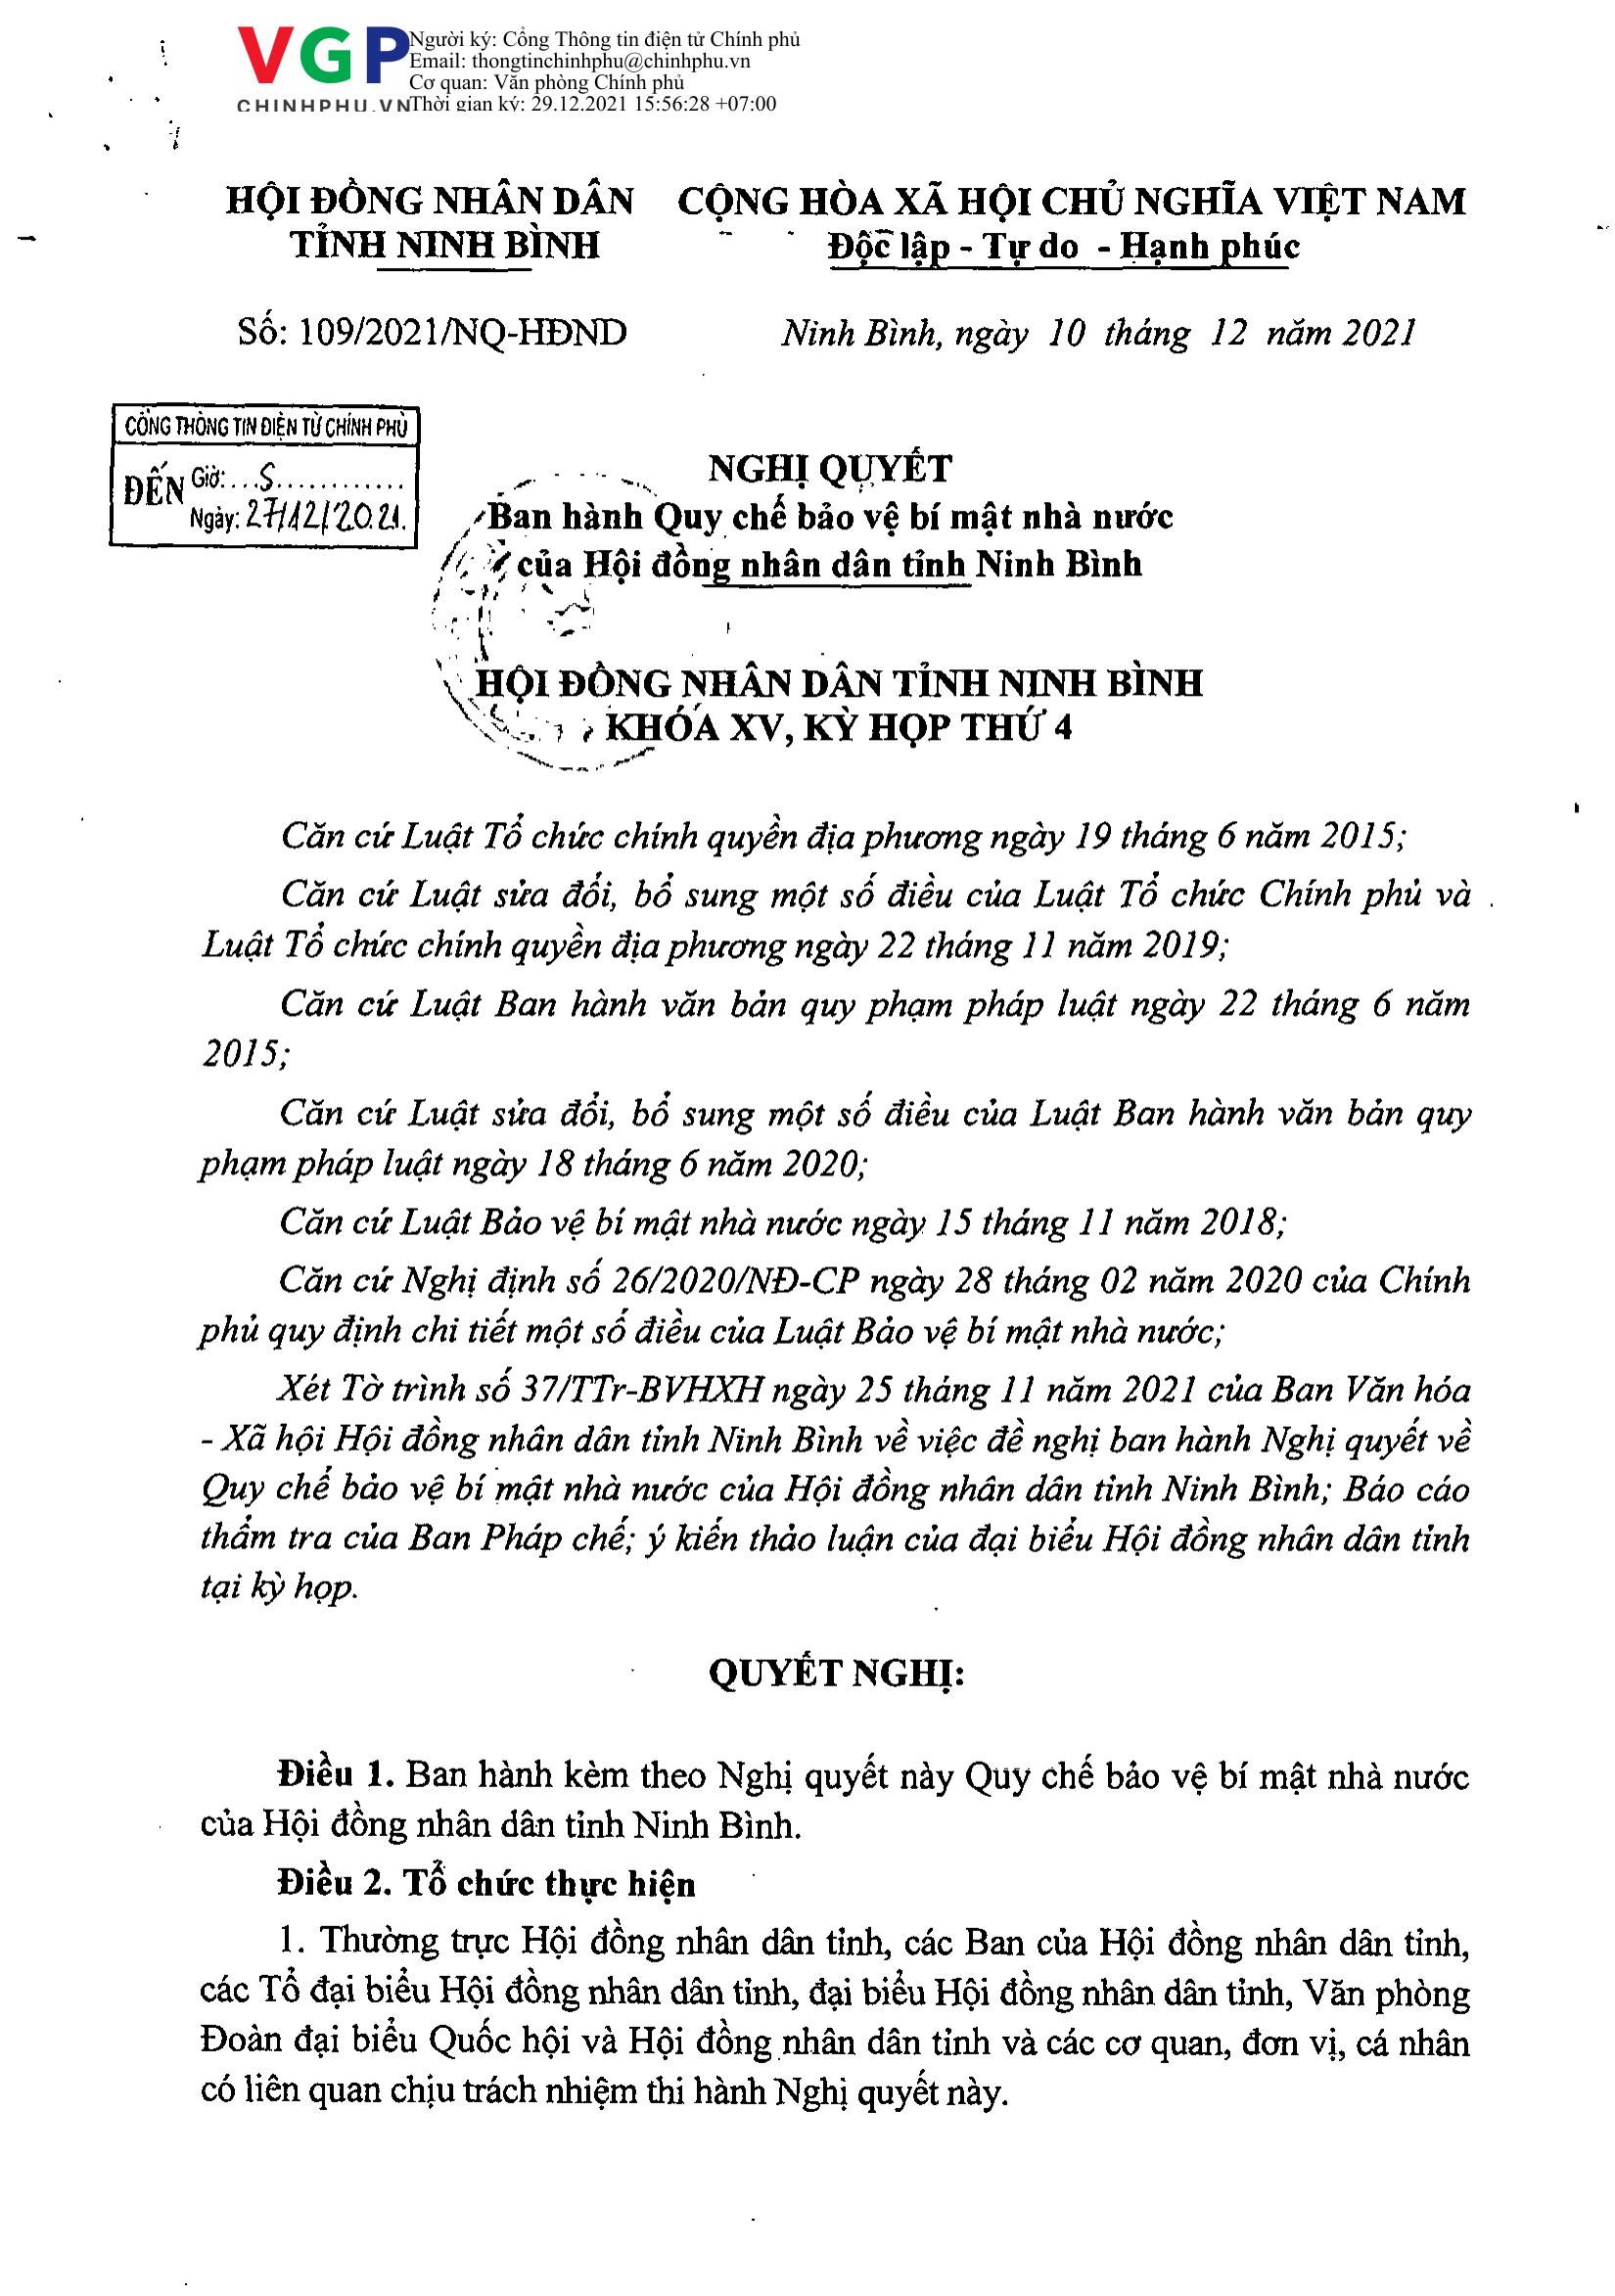 VGP
CHINHPHU.VN
Người ký: Cổng Thông tin điện tử Chính phủ
Email: thongtinchinhphu@chinhphu.vn
Cơ quan: Văn phòng Chính phủ
Thời gian ký: 29.12.2021 15:56:28 +07:00
HỘI ĐỒNG NHÂN DÂN
TỈNH NINH BÌNH
CỘNG HÒA XÃ HỘI CHỦ NGHĨA VIỆT NAM
Độc lập - Tự do - Hạnh phúc
Số: 109/2021/NQ-HĐND
Ninh Bình, ngày 10 tháng 12 năm 2021
CỔNG THÔNG TIN ĐIỆN TỬ CHÍNH PHỦ
ĐẾN Giờ:...S............
Ngày: 27/12/2021.
NGHỊ QUYẾT
Ban hành Quy chế bảo vệ bí mật nhà nước
của Hội đồng nhân dân tỉnh Ninh Bình
HỘI ĐỒNG NHÂN DÂN TỈNH NINH BÌNH
KHÓA XV, KỲ HỌP THỨ 4
Căn cứ Luật Tổ chức chính quyền địa phương ngày 19 tháng 6 năm 2015;
Căn cứ Luật sửa đổi, bổ sung một số điều của Luật Tổ chức Chính phủ và
Luật Tổ chức chính quyền địa phương ngày 22 tháng 11 năm 2019;
Căn cứ Luật Ban hành văn bản quy phạm pháp luật ngày 22 tháng 6 năm
2015;
Căn cứ Luật sửa đổi, bổ sung một số điều của Luật Ban hành văn bản quy
phạm pháp luật ngày 18 tháng 6 năm 2020;
Căn cứ Luật Bảo vệ bí mật nhà nước ngày 15 tháng 11 năm 2018;
Căn cứ Nghị định số 26/2020/NĐ-CP ngày 28 tháng 02 năm 2020 của Chính
phủ quy định chi tiết một số điều của Luật Bảo vệ bí mật nhà nước;
Xét Tờ trình số 37/TTr-BVHXH ngày 25 tháng 11 năm 2021 của Ban Văn hóa
- Xã hội Hội đồng nhân dân tỉnh Ninh Bình về việc đề nghị ban hành Nghị quyết về
Quy chế bảo vệ bí mật nhà nước của Hội đồng nhân dân tỉnh Ninh Bình; Báo cáo
thẩm tra của Ban Pháp chế; ý kiến thảo luận của đại biểu Hội đồng nhân dân tỉnh
tại kỳ họp.
QUYẾT NGHỊ:
Điều 1. Ban hành kèm theo Nghị quyết này Quy chế bảo vệ bí mật nhà nước
của Hội đồng nhân dân tỉnh Ninh Bình.
Điều 2. Tổ chức thực hiện
1. Thường trực Hội đồng nhân dân tỉnh, các Ban của Hội đồng nhân dân tỉnh,
các Tổ đại biểu Hội đồng nhân dân tỉnh, đại biểu Hội đồng nhân dân tỉnh, Văn phòng
Đoàn đại biểu Quốc hội và Hội đồng nhân dân tỉnh và các cơ quan, đơn vị, cá nhân
có liên quan chịu trách nhiệm thi hành Nghị quyết này.